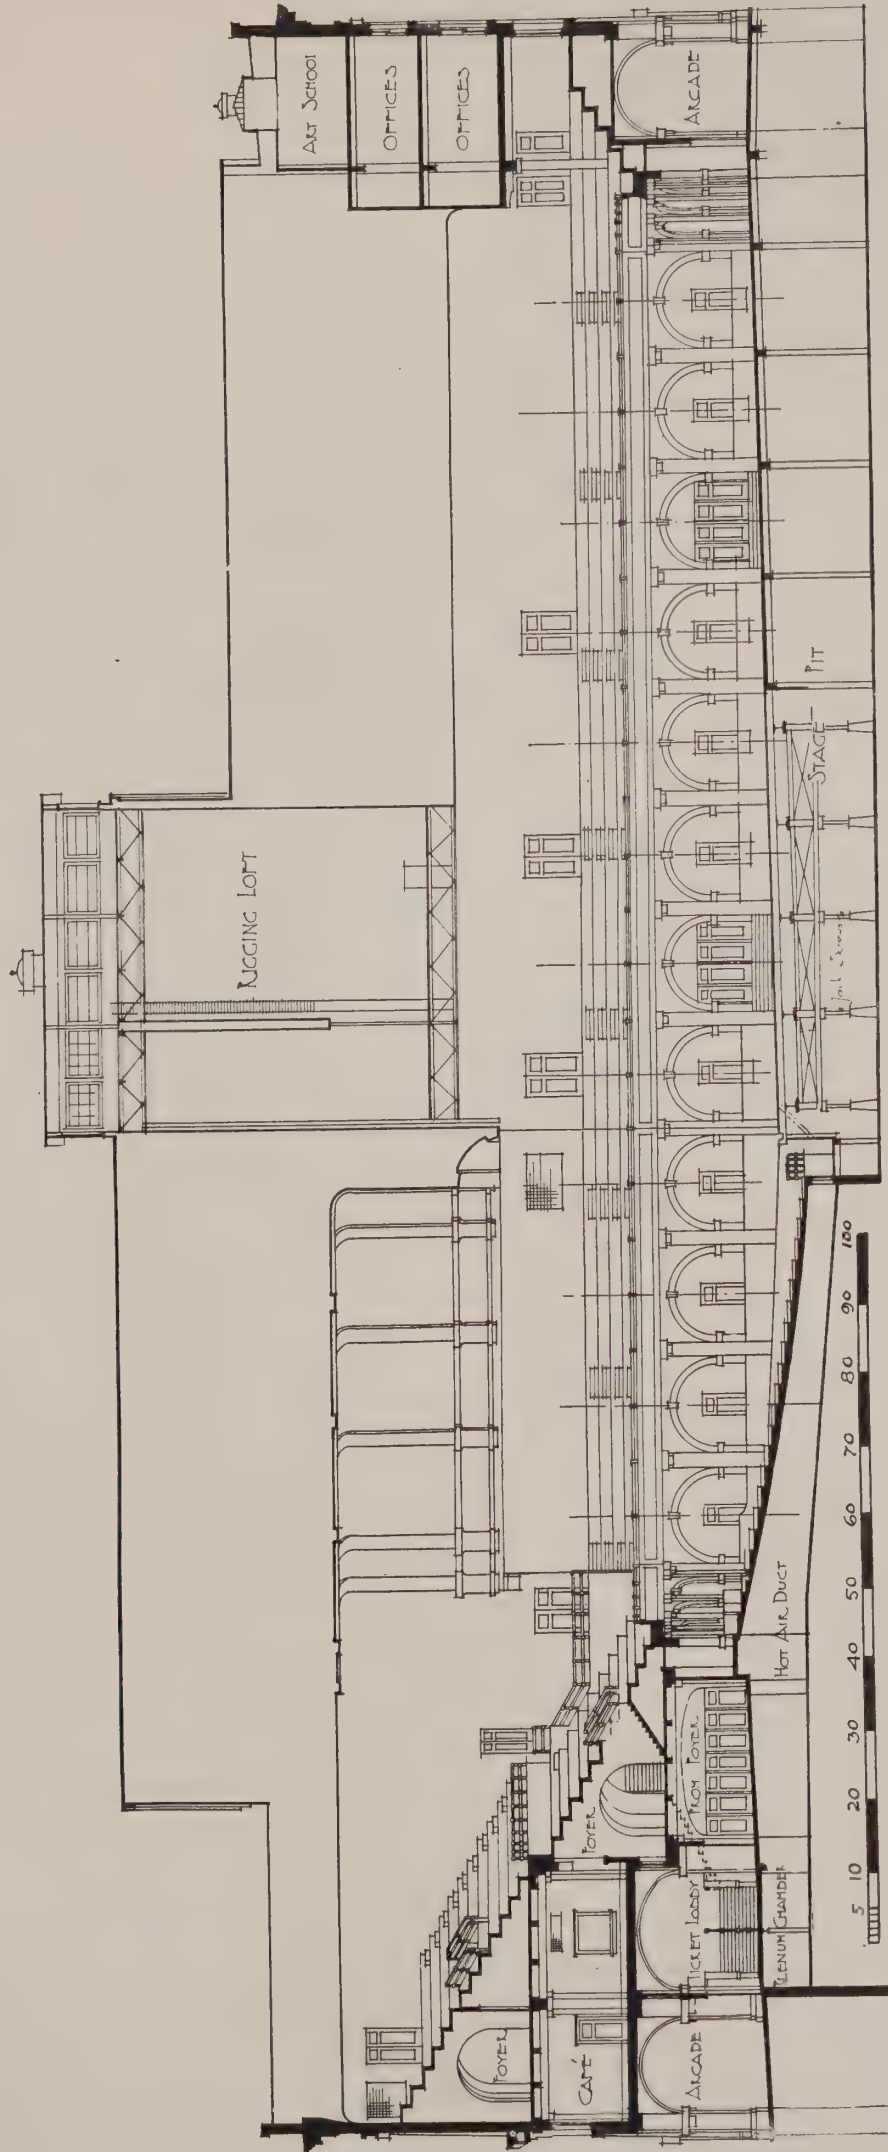 ART SCHOOL
OFFICES
OFFICES
ARCADE
RIGGING LOFT
PIT
STAGE
FOYER
FOYER
CAFÉ
ARCADE
TICKET LOBBY
FROM FOYER
PLENUM CHAMBER
HOT AIR DUCT
5 10 20 30 40 50 60 70 80 90 100